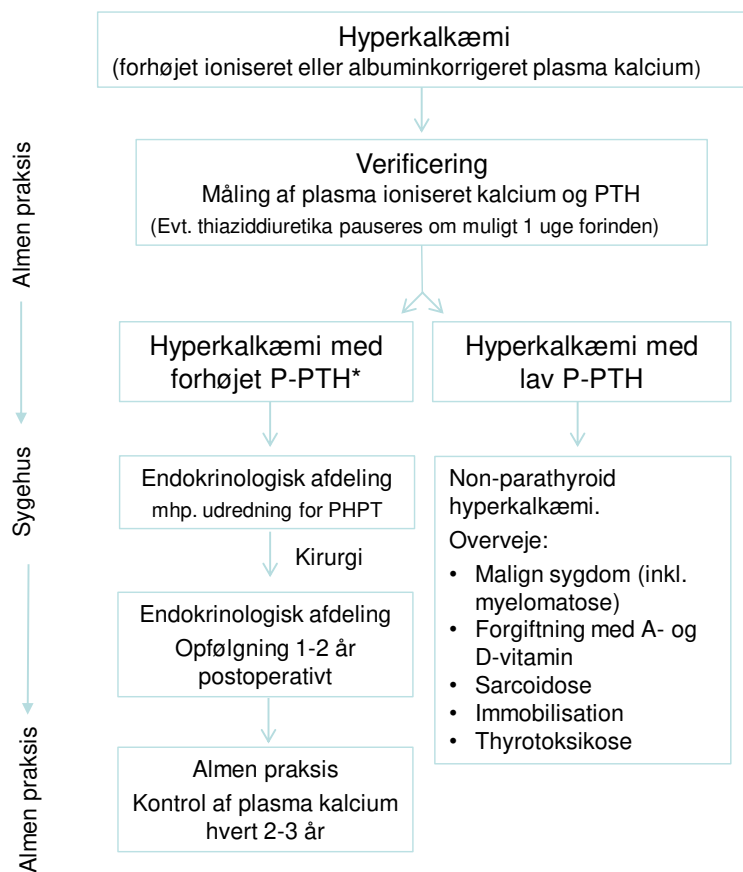 Hyperkalkæmi
(forhøjet ioniseret eller albuminkorrigeret plasma kalcium)
Almen praksis
Verificering
Måling af plasma ioniseret kalcium og PTH
(Evt. thiaziddiuretika pauseres om muligt 1 uge forinden)
Hyperkalkæmi med
forhøjet P-PTH*
Hyperkalkæmi med
lav P-PTH
Sygehus
Endokrinologisk afdeling
mhp. udredning for PHPT
Kirurgi
Endokrinologisk afdeling
Opfølgning 1-2 år
postoperativt
Non-parathyroid
hyperkalkæmi.
Overveje:
• Malign sygdom (inkl.
myelomatose)
• Forgiftning med A- og
D-vitamin
• Sarcoidose
• Immobilisation
• Thyrotoksikose
Almen praksis
Almen praksis
Kontrol af plasma kalcium
hvert 2-3 år